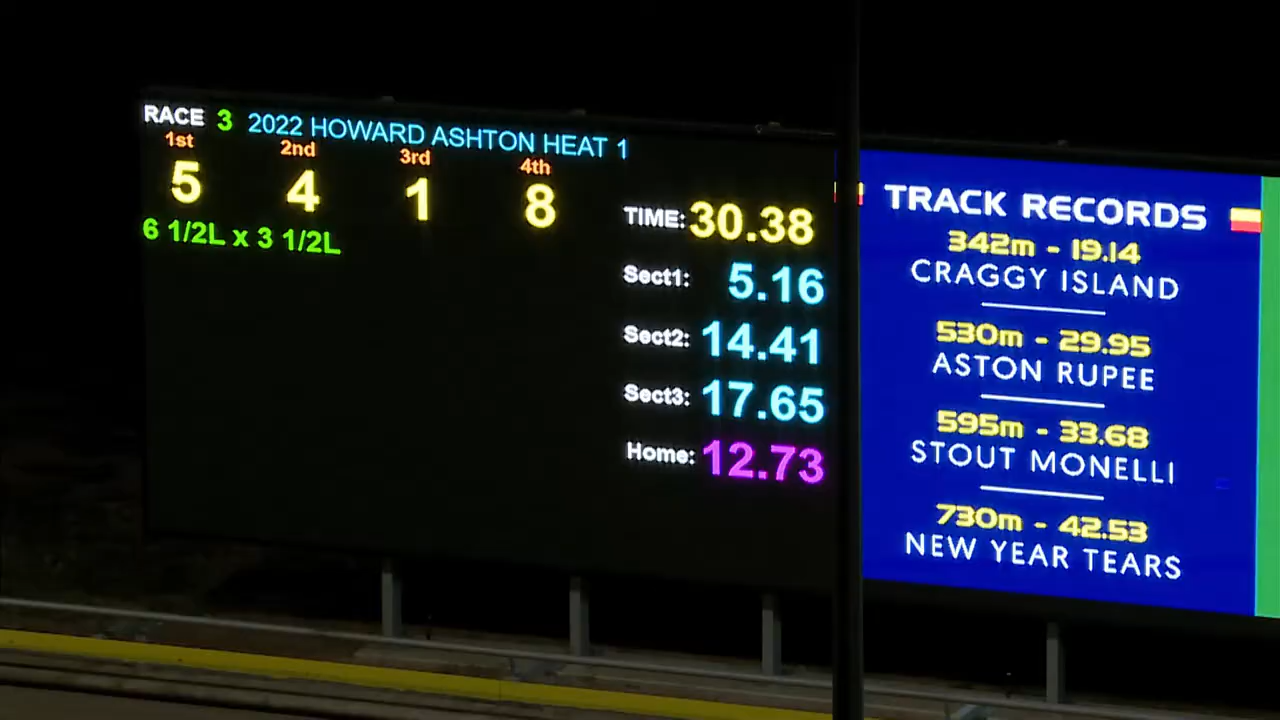 RACE 3 2022 HOWARD ASHTON HEAT 1
1st 2nd 3rd 4th
5 4 1 8
6 1/2L x 3 1/2L
TIME: 30.38
Sect1: 5.16
Sect2: 14.41
Sect3: 17.65
Home: 12.73
TRACK RECORDS
342m - 19.14
CRAGGY ISLAND
530m - 29.95
ASTON RUPEE
595m - 33.68
STOUT MONELLI
730m - 42.53
NEW YEAR TEARS